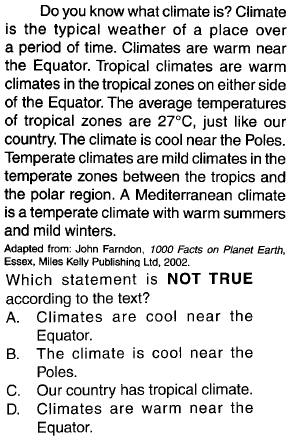 Do you know what climate is? Climate
is the typical weather of a place over
a period of time. Climates are warm near
the Equator. Tropical climates are warm
climates in the tropical zones on either side
of the Equator. The average temperatures
of tropical zones are 27°C, just like our
country. The climate is cool near the Poles.
Temperate climates are mild climates in the
temperate zones between the tropics and
the polar region. A Mediterranean climate
is a temperate climate with warm summers
and mild winters.
Adapted from: John Farndon, 1000 Facts on Planet Earth,
Essex, Miles Kelly Publishing Ltd, 2002.
Which statement is NOT TRUE
according to the text?
A. Climates are cool near the
Equator.
B. The climate is cool near the
Poles.
C. Our country has tropical climate.
D. Climates are warm near the
Equator.